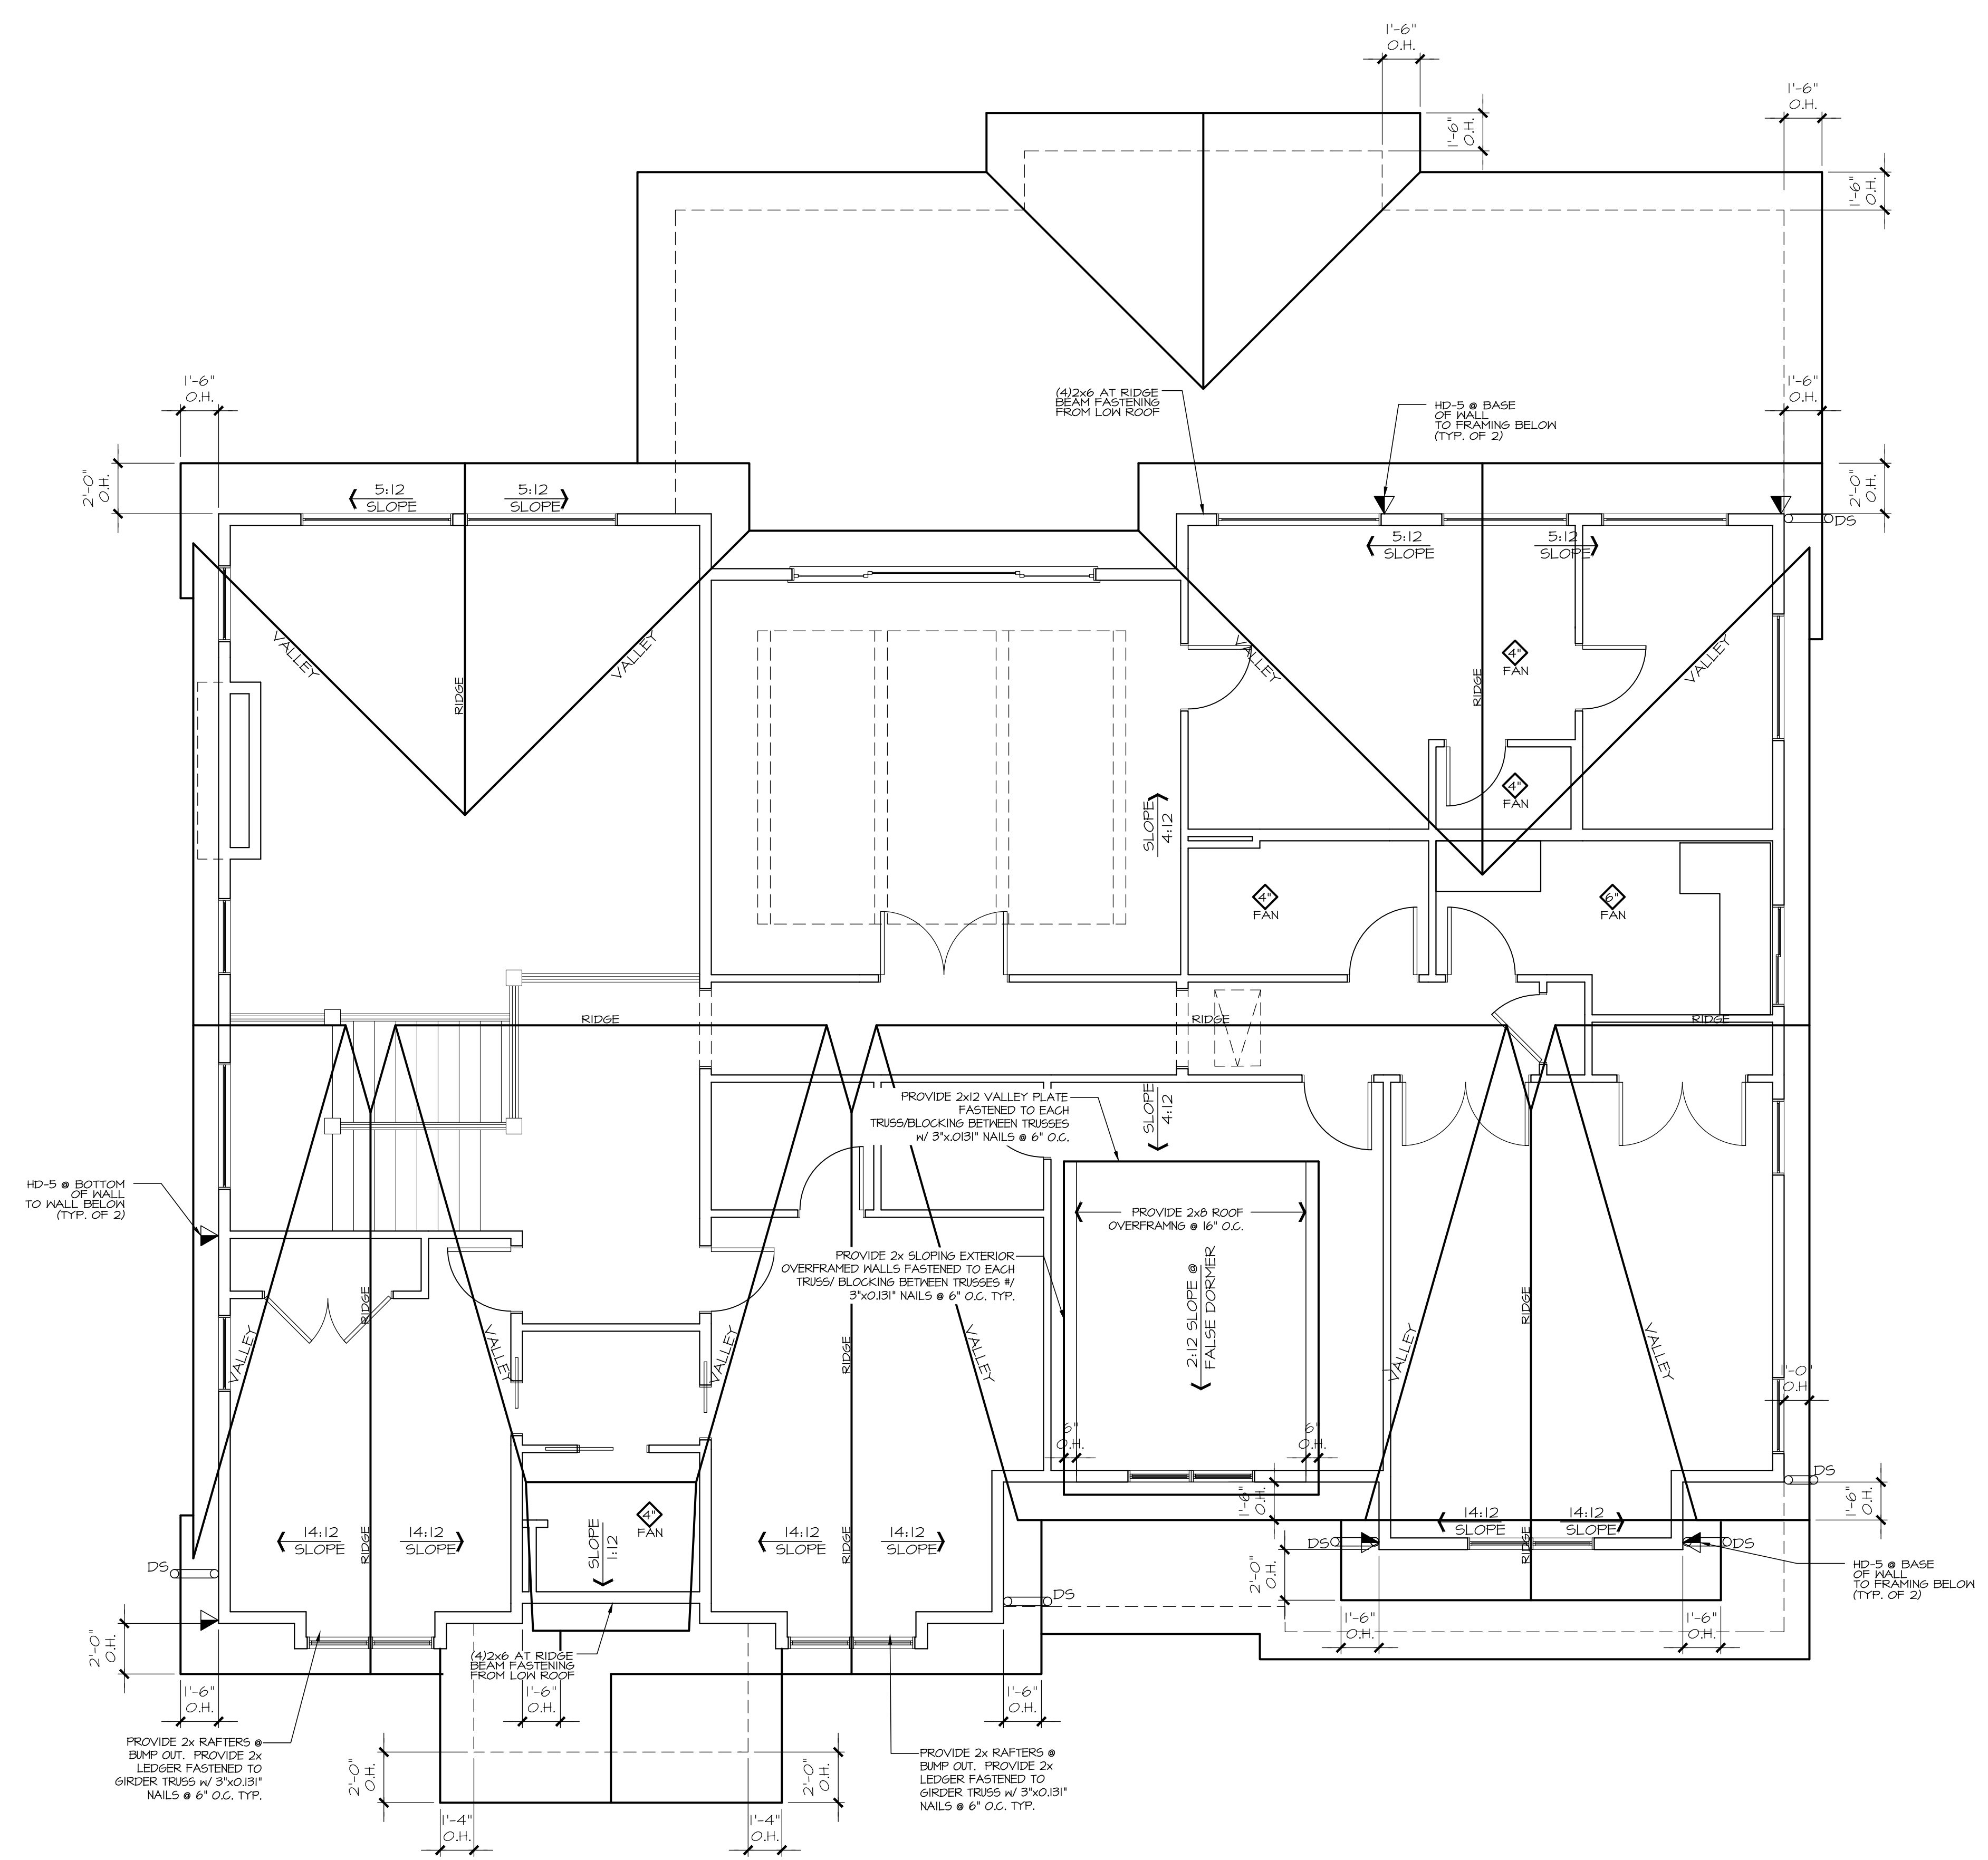 1'-6"
O.H.
1'-6"
O.H.
1'-6"
O.H.
1'-6"
O.H.
1'-6"
O.H.
1'-6"
O.H.
(4)2x6 AT RIDGE
BEAM FASTENING
FROM LOW ROOF
HD-5 @ BASE
OF WALL
TO FRAMING BELOW
(TYP. OF 2)
2'-0"
O.H.
5:12
SLOPE
5:12
SLOPE
2'-0"
O.H.
DS
5:12
SLOPE
5:12
SLOPE
VALLEY
VALLEY
RIDGE
VALLEY
RIDGE
VALLEY
4"
FAN
4"
FAN
SLOPE
4:12
4"
FAN
6"
FAN
RIDGE
RIDGE
RIDGE
SLOPE
4:12
PROVIDE 2x12 VALLEY PLATE
FASTENED TO EACH
TRUSS/BLOCKING BETWEEN TRUSSES
W/ 3"x.0131" NAILS @ 6" O.C.
HD-5 @ BOTTOM
OF WALL
TO WALL BELOW
(TYP. OF 2)
PROVIDE 2x8 ROOF
OVERFRAMNG @ 16" O.C.
PROVIDE 2x SLOPING EXTERIOR
OVERFRAMED WALLS FASTENED TO EACH
TRUSS/ BLOCKING BETWEEN TRUSSES #/
3"x0.131" NAILS @ 6" O.C. TYP.
2:12 SLOPE @
FALSE DORMER
RIDGE
RIDGE
RIDGE
VALLEY
VALLEY
VALLEY
VALLEY
VALLEY
VALLEY
1'-0"
O.H.
6"
O.H.
6"
O.H.
DS
1'-6"
O.H.
1'-6"
O.H.
14:12
SLOPE
14:12
SLOPE
RIDGE
4"
FAN
SLOPE
1:12
14:12
SLOPE
14:12
SLOPE
RIDGE
14:12
SLOPE
14:12
SLOPE
RIDGE
DS
DS
DS
DS
HD-5 @ BASE
OF WALL
TO FRAMING BELOW
(TYP. OF 2)
2'-0"
O.H.
2'-0"
O.H.
1'-6"
O.H.
1'-6"
O.H.
(4)2x6 AT RIDGE
BEAM FASTENING
FROM LOW ROOF
1'-6"
O.H.
1'-6"
O.H.
1'-6"
O.H.
PROVIDE 2x RAFTERS @
BUMP OUT. PROVIDE 2x
LEDGER FASTENED TO
GIRDER TRUSS W/ 3"x0.131"
NAILS @ 6" O.C. TYP.
2'-0"
O.H.
2'-0"
O.H.
PROVIDE 2x RAFTERS @
BUMP OUT. PROVIDE 2x
LEDGER FASTENED TO
GIRDER TRUSS W/ 3"x0.131"
NAILS @ 6" O.C. TYP.
1'-4"
O.H.
1'-4"
O.H.